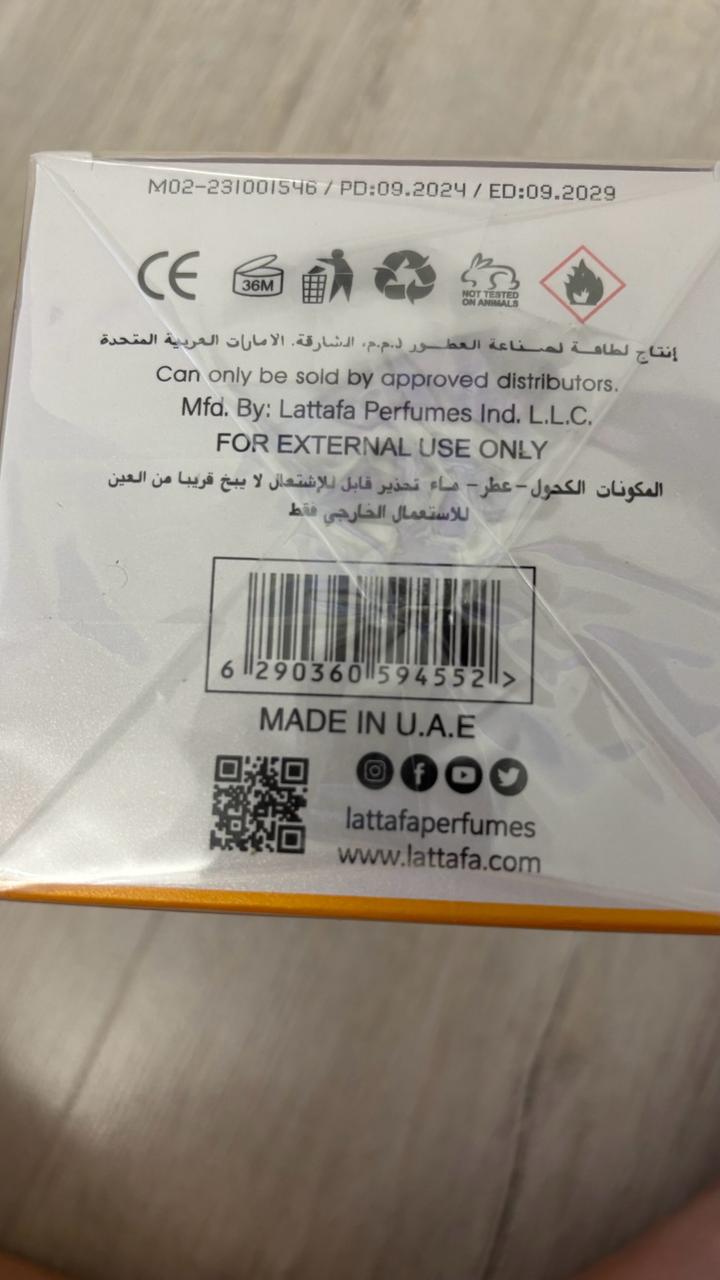 M02-231001546 / PD:09.2024 / ED:09.2029
CE
36M
NOT TESTED
ON ANIMALS
إنتاج لطافة لصناعة العطور ذ.م.م، الشارقة. الامارات العربية المتحدة
Can only be sold by approved distributors.
Mfd. By: Lattafa Perfumes Ind. L.L.C.
FOR EXTERNAL USE ONLY
المكونات الكحول-عطر- ماء تحذير قابل للإشتعال لا يبخ قريبا من العين
للاستعمال الخارجي فقط
6 290360 594552 >
MADE IN U.A.E
lattafaperfumes
www.lattafa.com